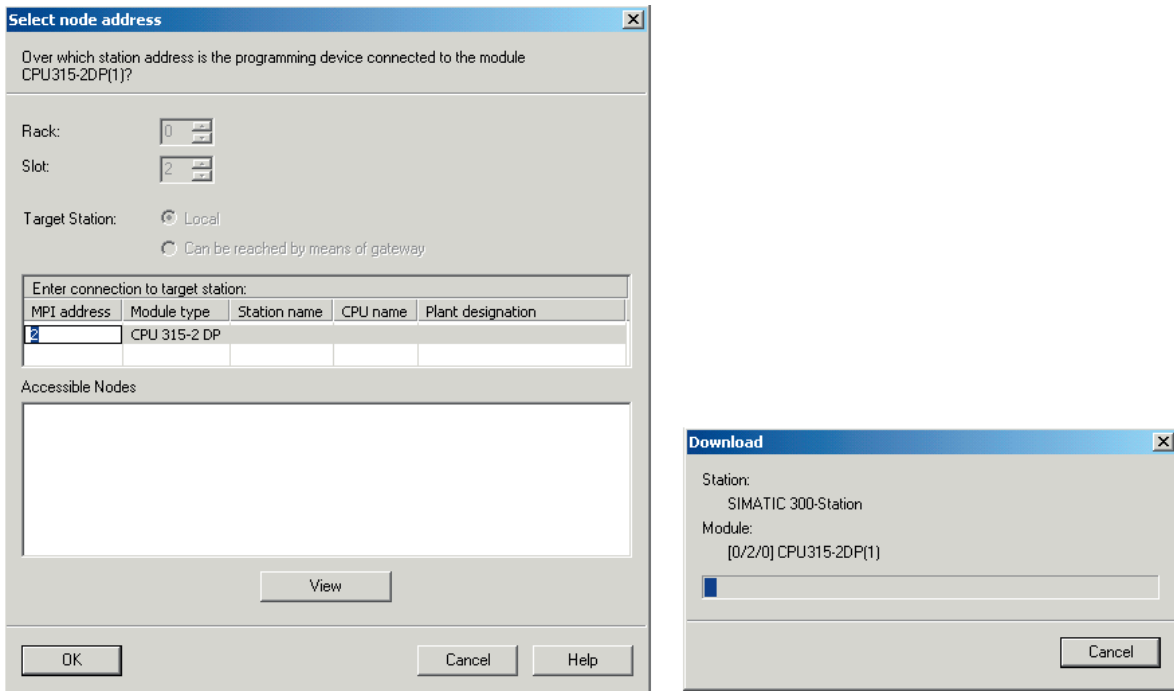 Select node address
Over which station address is the programming device connected to the module
CPU315-2DP(1)?
Rack: 0
Slot: 2
Target Station: Local
Can be reached by means of gateway
Enter connection to target station:
MPI address Module type Station name CPU name Plant designation
2 CPU 315-2 DP
Accessible Nodes
View
OK Cancel Help
Download
Station:
SIMATIC 300-Station
Module:
[0/2/0] CPU315-2DP(1)
Cancel